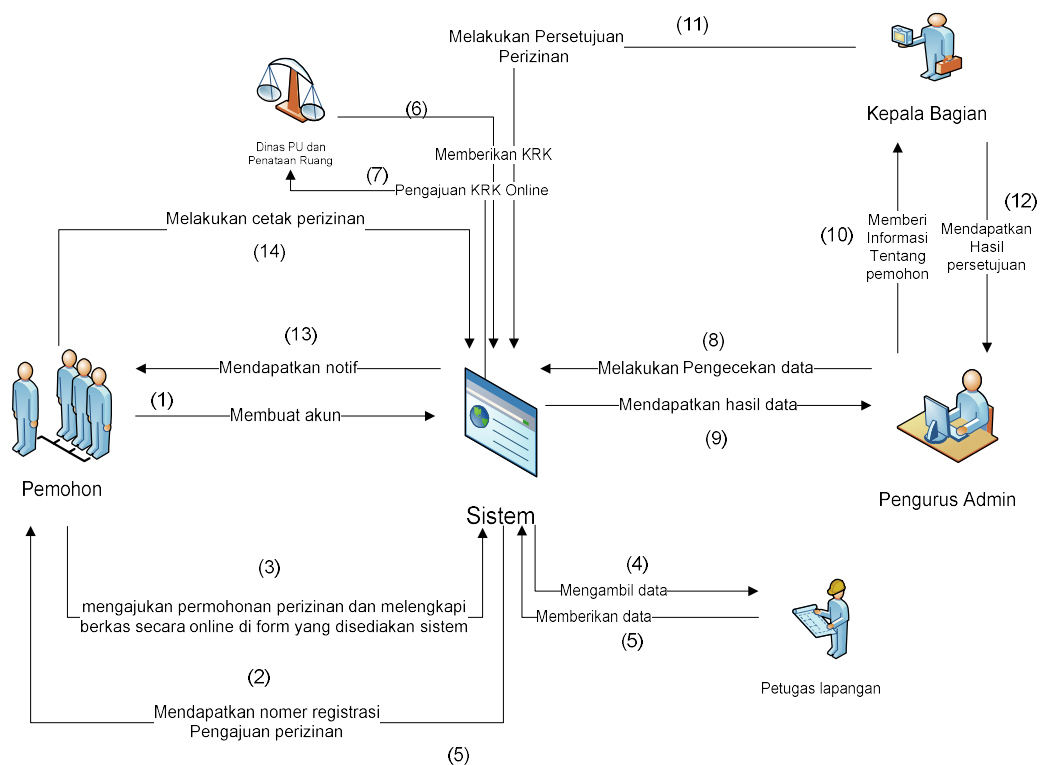 (11)
Melakukan Persetujuan
Perizinan
Kepala Bagian
(6)
Dinas PU dan
Penataan Ruang
Memberikan KRK
(7)
Pengajuan KRK Online
Melakukan cetak perizinan
(14)
(10)
Memberi
Informasi
Tentang
pemohon
(12)
Mendapatkan
Hasil
persetujuan
(13)
Mendapatkan notif
(1)
Membuat akun
(8)
Melakukan Pengecekan data
Mendapatkan hasil data
(9)
Pemohon
Sistem
Pengurus Admin
(3)
mengajukan permohonan perizinan dan melengkapi
berkas secara online di form yang disediakan sistem
(4)
Mengambil data
Memberikan data
(5)
Petugas lapangan
(2)
Mendapatkan nomer registrasi
Pengajuan perizinan
(5)